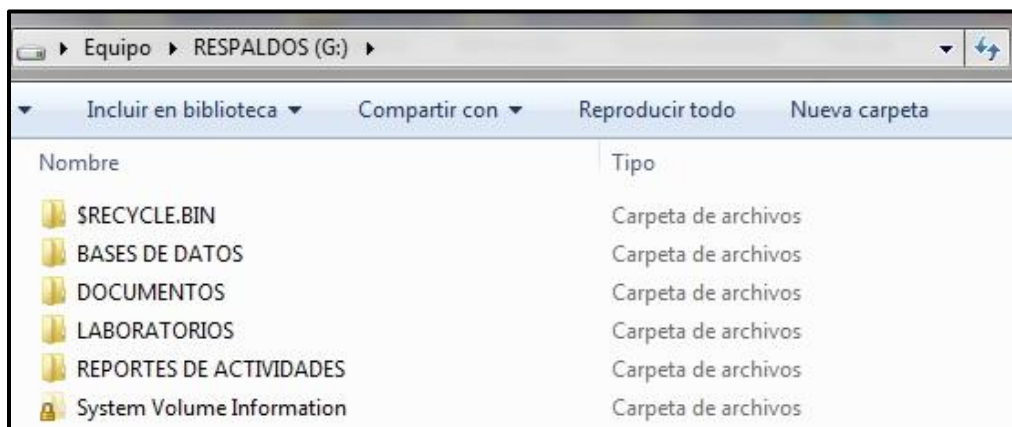 Equipo RESPALDOS (G:)
Incluir en biblioteca Compartir con Reproducir todo Nueva carpeta
Nombre Tipo
$RECYCLE.BIN Carpeta de archivos
BASES DE DATOS Carpeta de archivos
DOCUMENTOS Carpeta de archivos
LABORATORIOS Carpeta de archivos
REPORTES DE ACTIVIDADES Carpeta de archivos
System Volume Information Carpeta de archivos